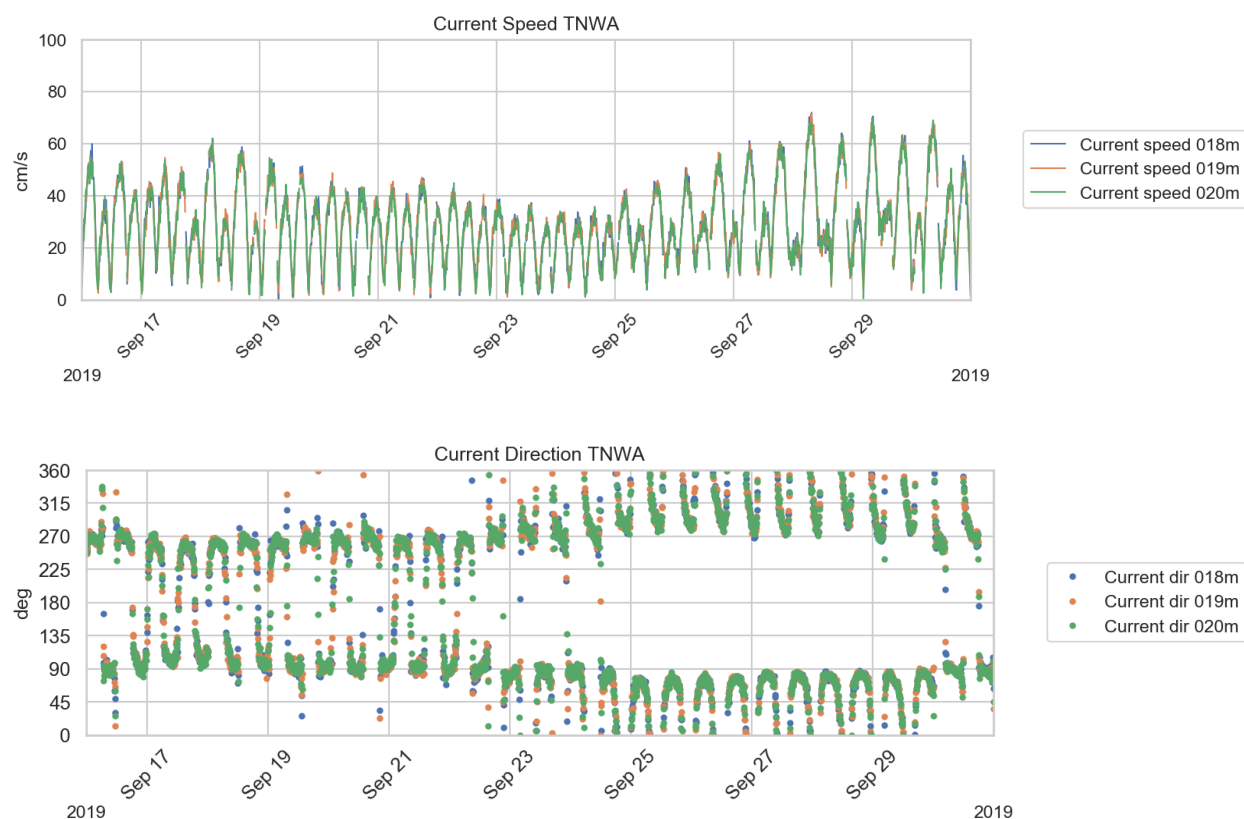 Current Speed TNWA
100
80
60
40
20
0
cm/s
Sep 17
Sep 19
Sep 21
Sep 23
Sep 25
Sep 27
Sep 29
2019
2019
Current speed 018m
Current speed 019m
Current speed 020m
Current Direction TNWA
360
315
270
225
180
135
90
45
0
deg
Sep 17
Sep 19
Sep 21
Sep 23
Sep 25
Sep 27
Sep 29
2019
2019
Current dir 018m
Current dir 019m
Current dir 020m